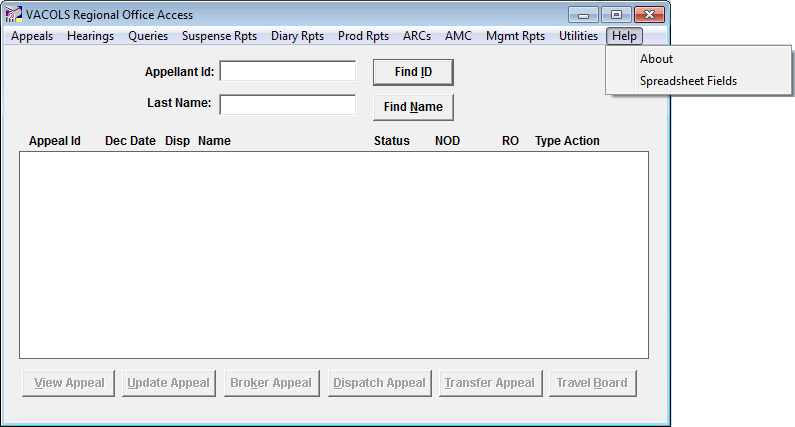 VACOLS Regional Office Access
Appeals Hearings Queries Suspense Rpts Diary Rpts Prod Rpts ARCs AMC Mgmt Rpts Utilities Help
About
Spreadsheet Fields
Appellant Id: Find ID
Last Name: Find Name
Appeal Id Dec Date Disp Name Status NOD RO Type Action
View Appeal Update Appeal Broker Appeal Dispatch Appeal Transfer Appeal Travel Board